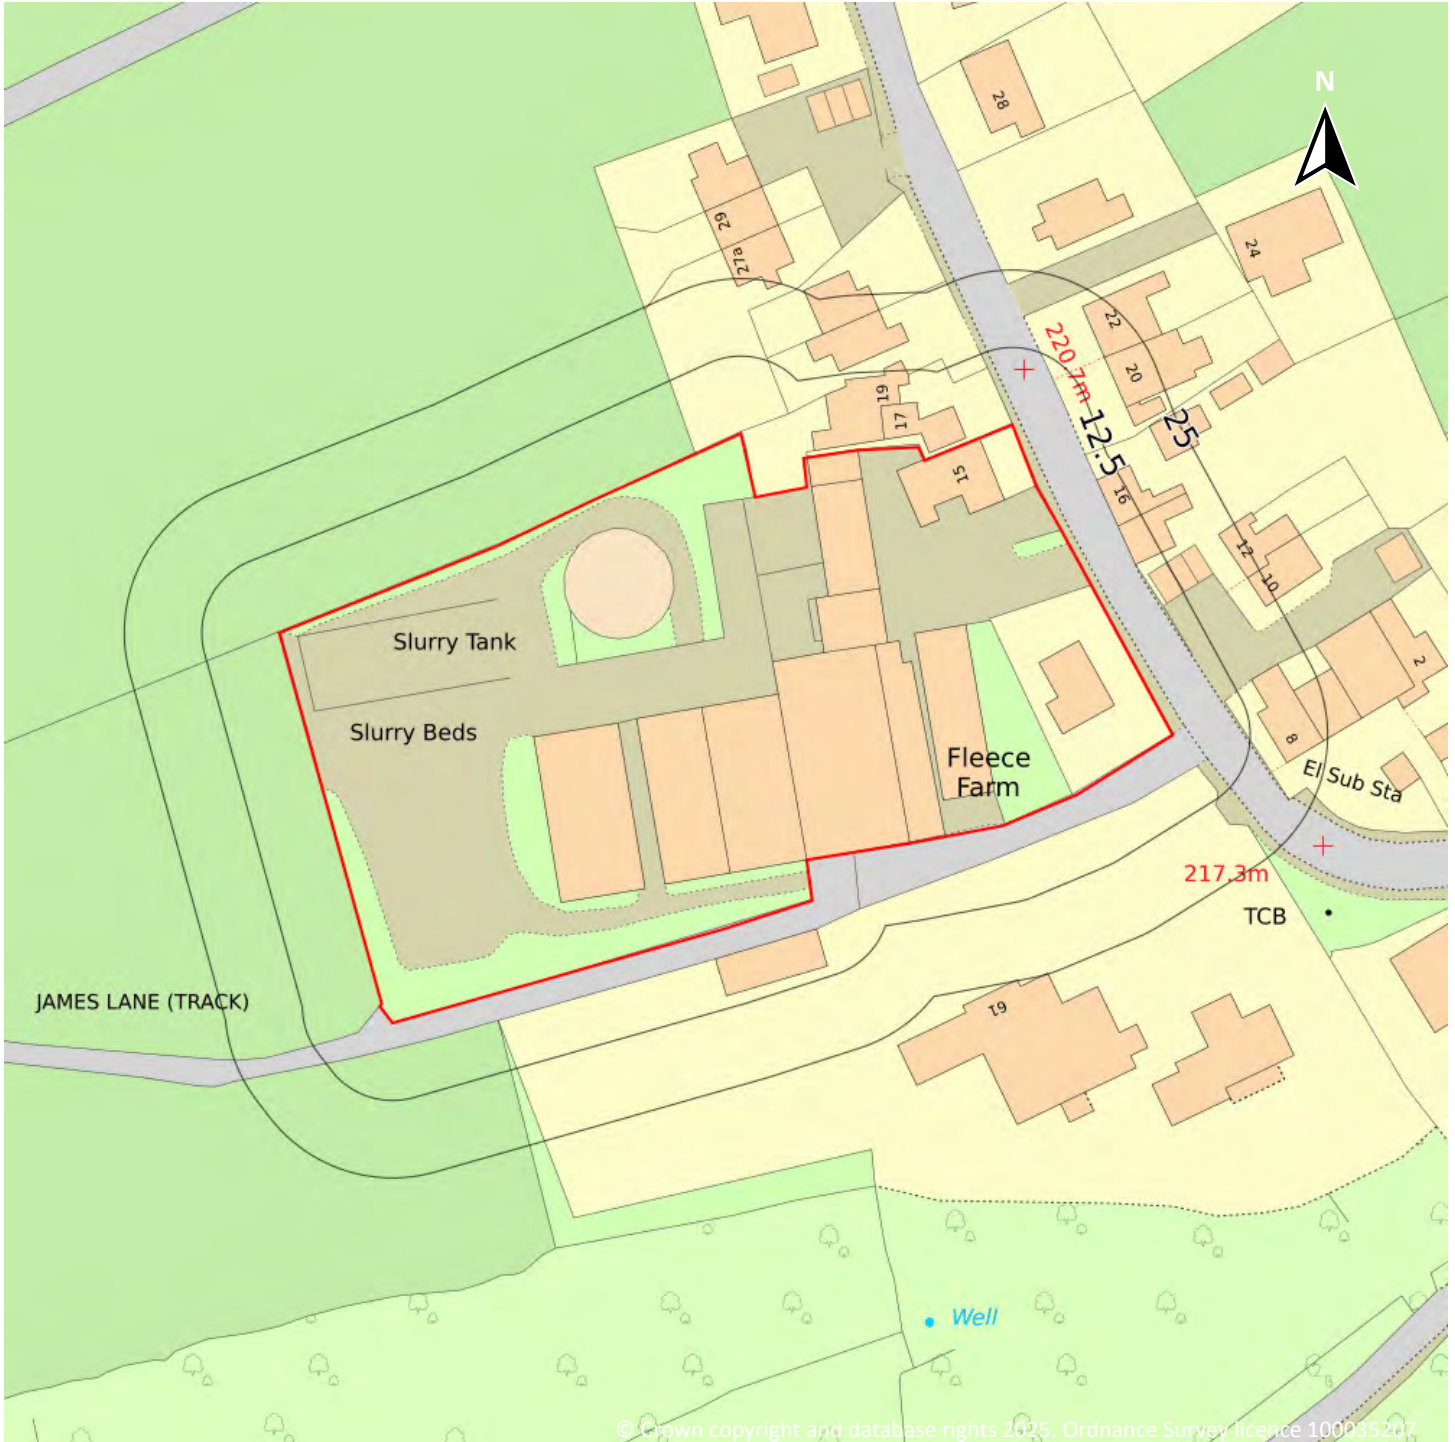 N
28
29
27a
24
22
220.7m
20
19
17
12.5
25
15
16
12
10
Slurry Tank
2
Slurry Beds
8
Fleece
Farm
El Sub Sta
217.3m
TCB
JAMES LANE (TRACK)
61
Well
© Crown copyright and database rights 2025. Ordnance Survey licence 100035207